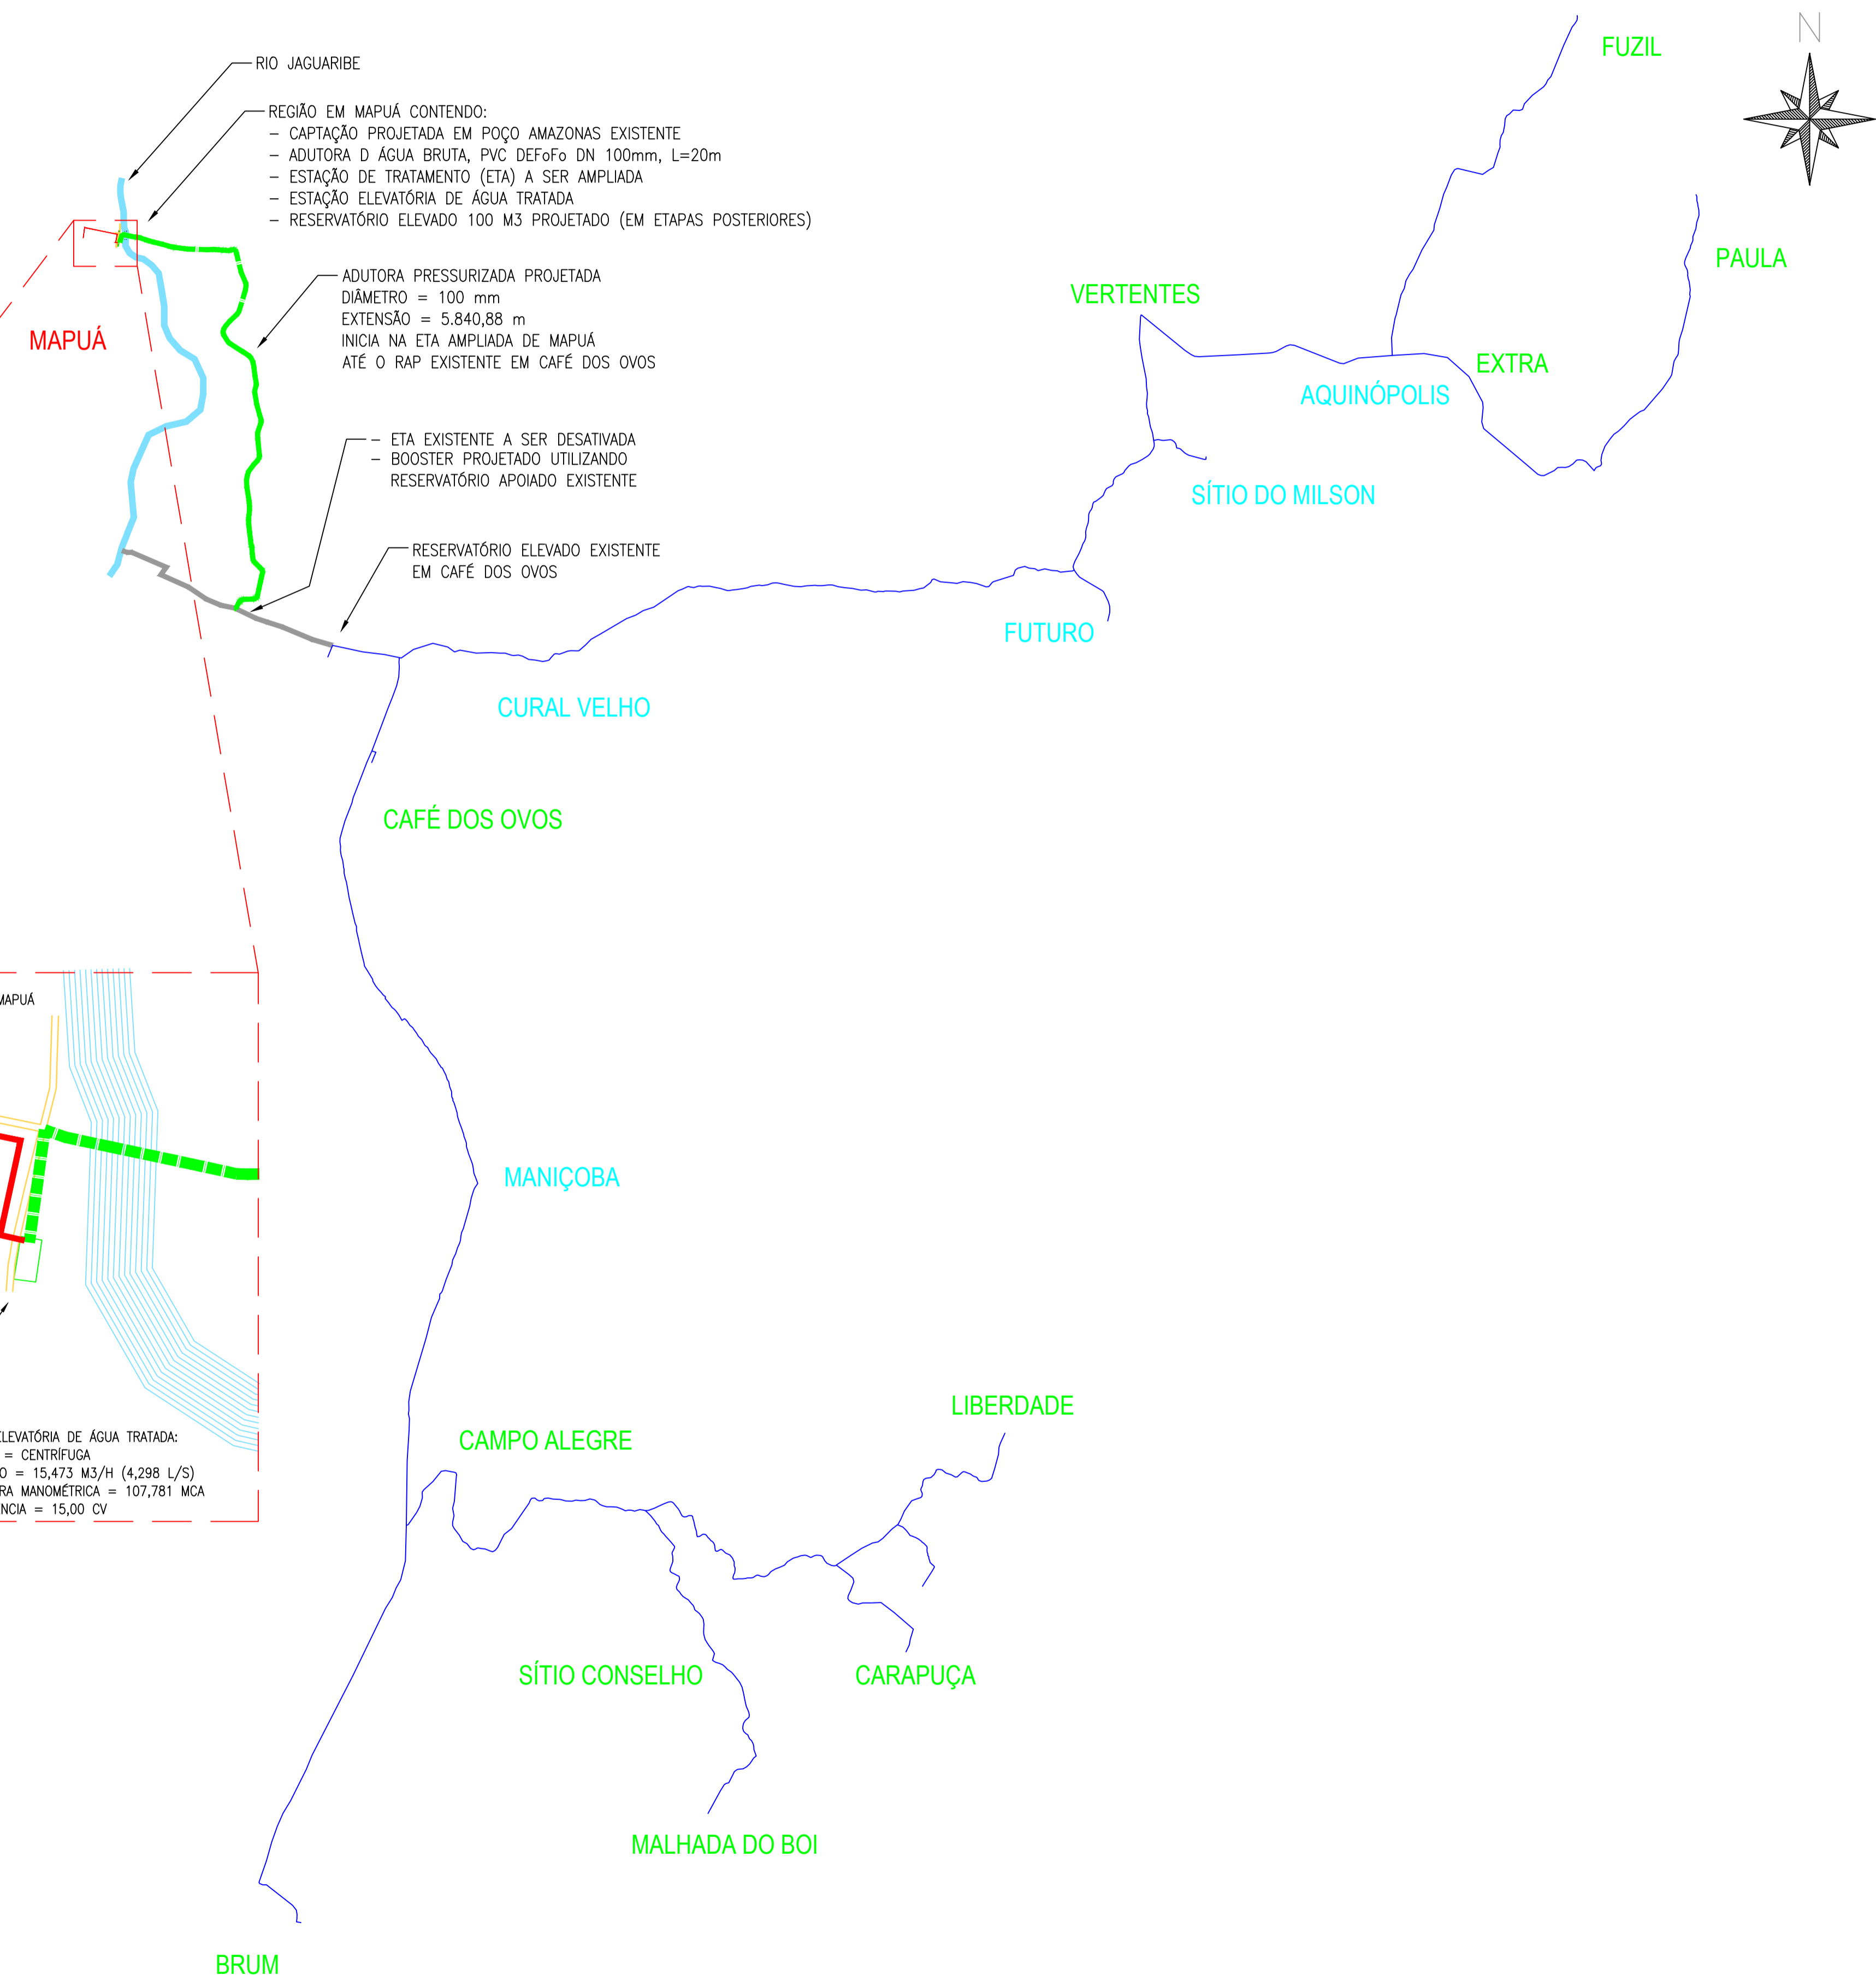 N
FUZIL
RIO JAGUARIBE
REGIÃO EM MAPUÁ CONTENDO:
- CAPTAÇÃO PROJETADA EM POÇO AMAZONAS EXISTENTE
- ADUTORA D ÁGUA BRUTA, PVC DEFoFo DN 100mm, L=20m
- ESTAÇÃO DE TRATAMENTO (ETA) A SER AMPLIADA
- ESTAÇÃO ELEVATÓRIA DE ÁGUA TRATADA
- RESERVATÓRIO ELEVADO 100 M3 PROJETADO (EM ETAPAS POSTERIORES)
PAULA
ADUTORA PRESSURIZADA PROJETADA
DIÂMETRO = 100 mm
EXTENSÃO = 5.840,88 m
INICIA NA ETA AMPLIADA DE MAPUÁ
ATÉ O RAP EXISTENTE EM CAFÉ DOS OVOS
MAPUÁ
VERTENTES
EXTRA
AQUINÓPOLIS
- ETA EXISTENTE A SER DESATIVADA
- BOOSTER PROJETADO UTILIZANDO
RESERVATÓRIO APOIADO EXISTENTE
SÍTIO DO MILSON
RESERVATÓRIO ELEVADO EXISTENTE
EM CAFÉ DOS OVOS
FUTURO
CURAL VELHO
CAFÉ DOS OVOS
MAPUÁ
MANIÇOBA
LIBERDADE
CAMPO ALEGRE
ELEVATÓRIA DE ÁGUA TRATADA:
= CENTRÍFUGA
O = 15,473 M3/H (4,298 L/S)
RA MANOMÉTRICA = 107,781 MCA
NCIA = 15,00 CV
SÍTIO CONSELHO
CARAPUÇA
MALHADA DO BOI
BRUM